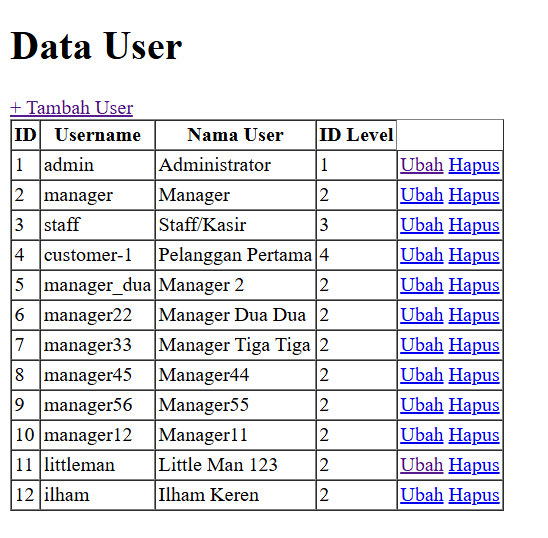 Data User
+ Tambah User
ID Username Nama User ID Level
1 admin Administrator 1 Ubah Hapus
2 manager Manager 2 Ubah Hapus
3 staff Staff/Kasir 3 Ubah Hapus
4 customer-1 Pelanggan Pertama 4 Ubah Hapus
5 manager_dua Manager 2 2 Ubah Hapus
6 manager22 Manager Dua Dua 2 Ubah Hapus
7 manager33 Manager Tiga Tiga 2 Ubah Hapus
8 manager45 Manager44 2 Ubah Hapus
9 manager56 Manager55 2 Ubah Hapus
10 manager12 Manager11 2 Ubah Hapus
11 littleman Little Man 123 2 Ubah Hapus
12 ilham Ilham Keren 2 Ubah Hapus